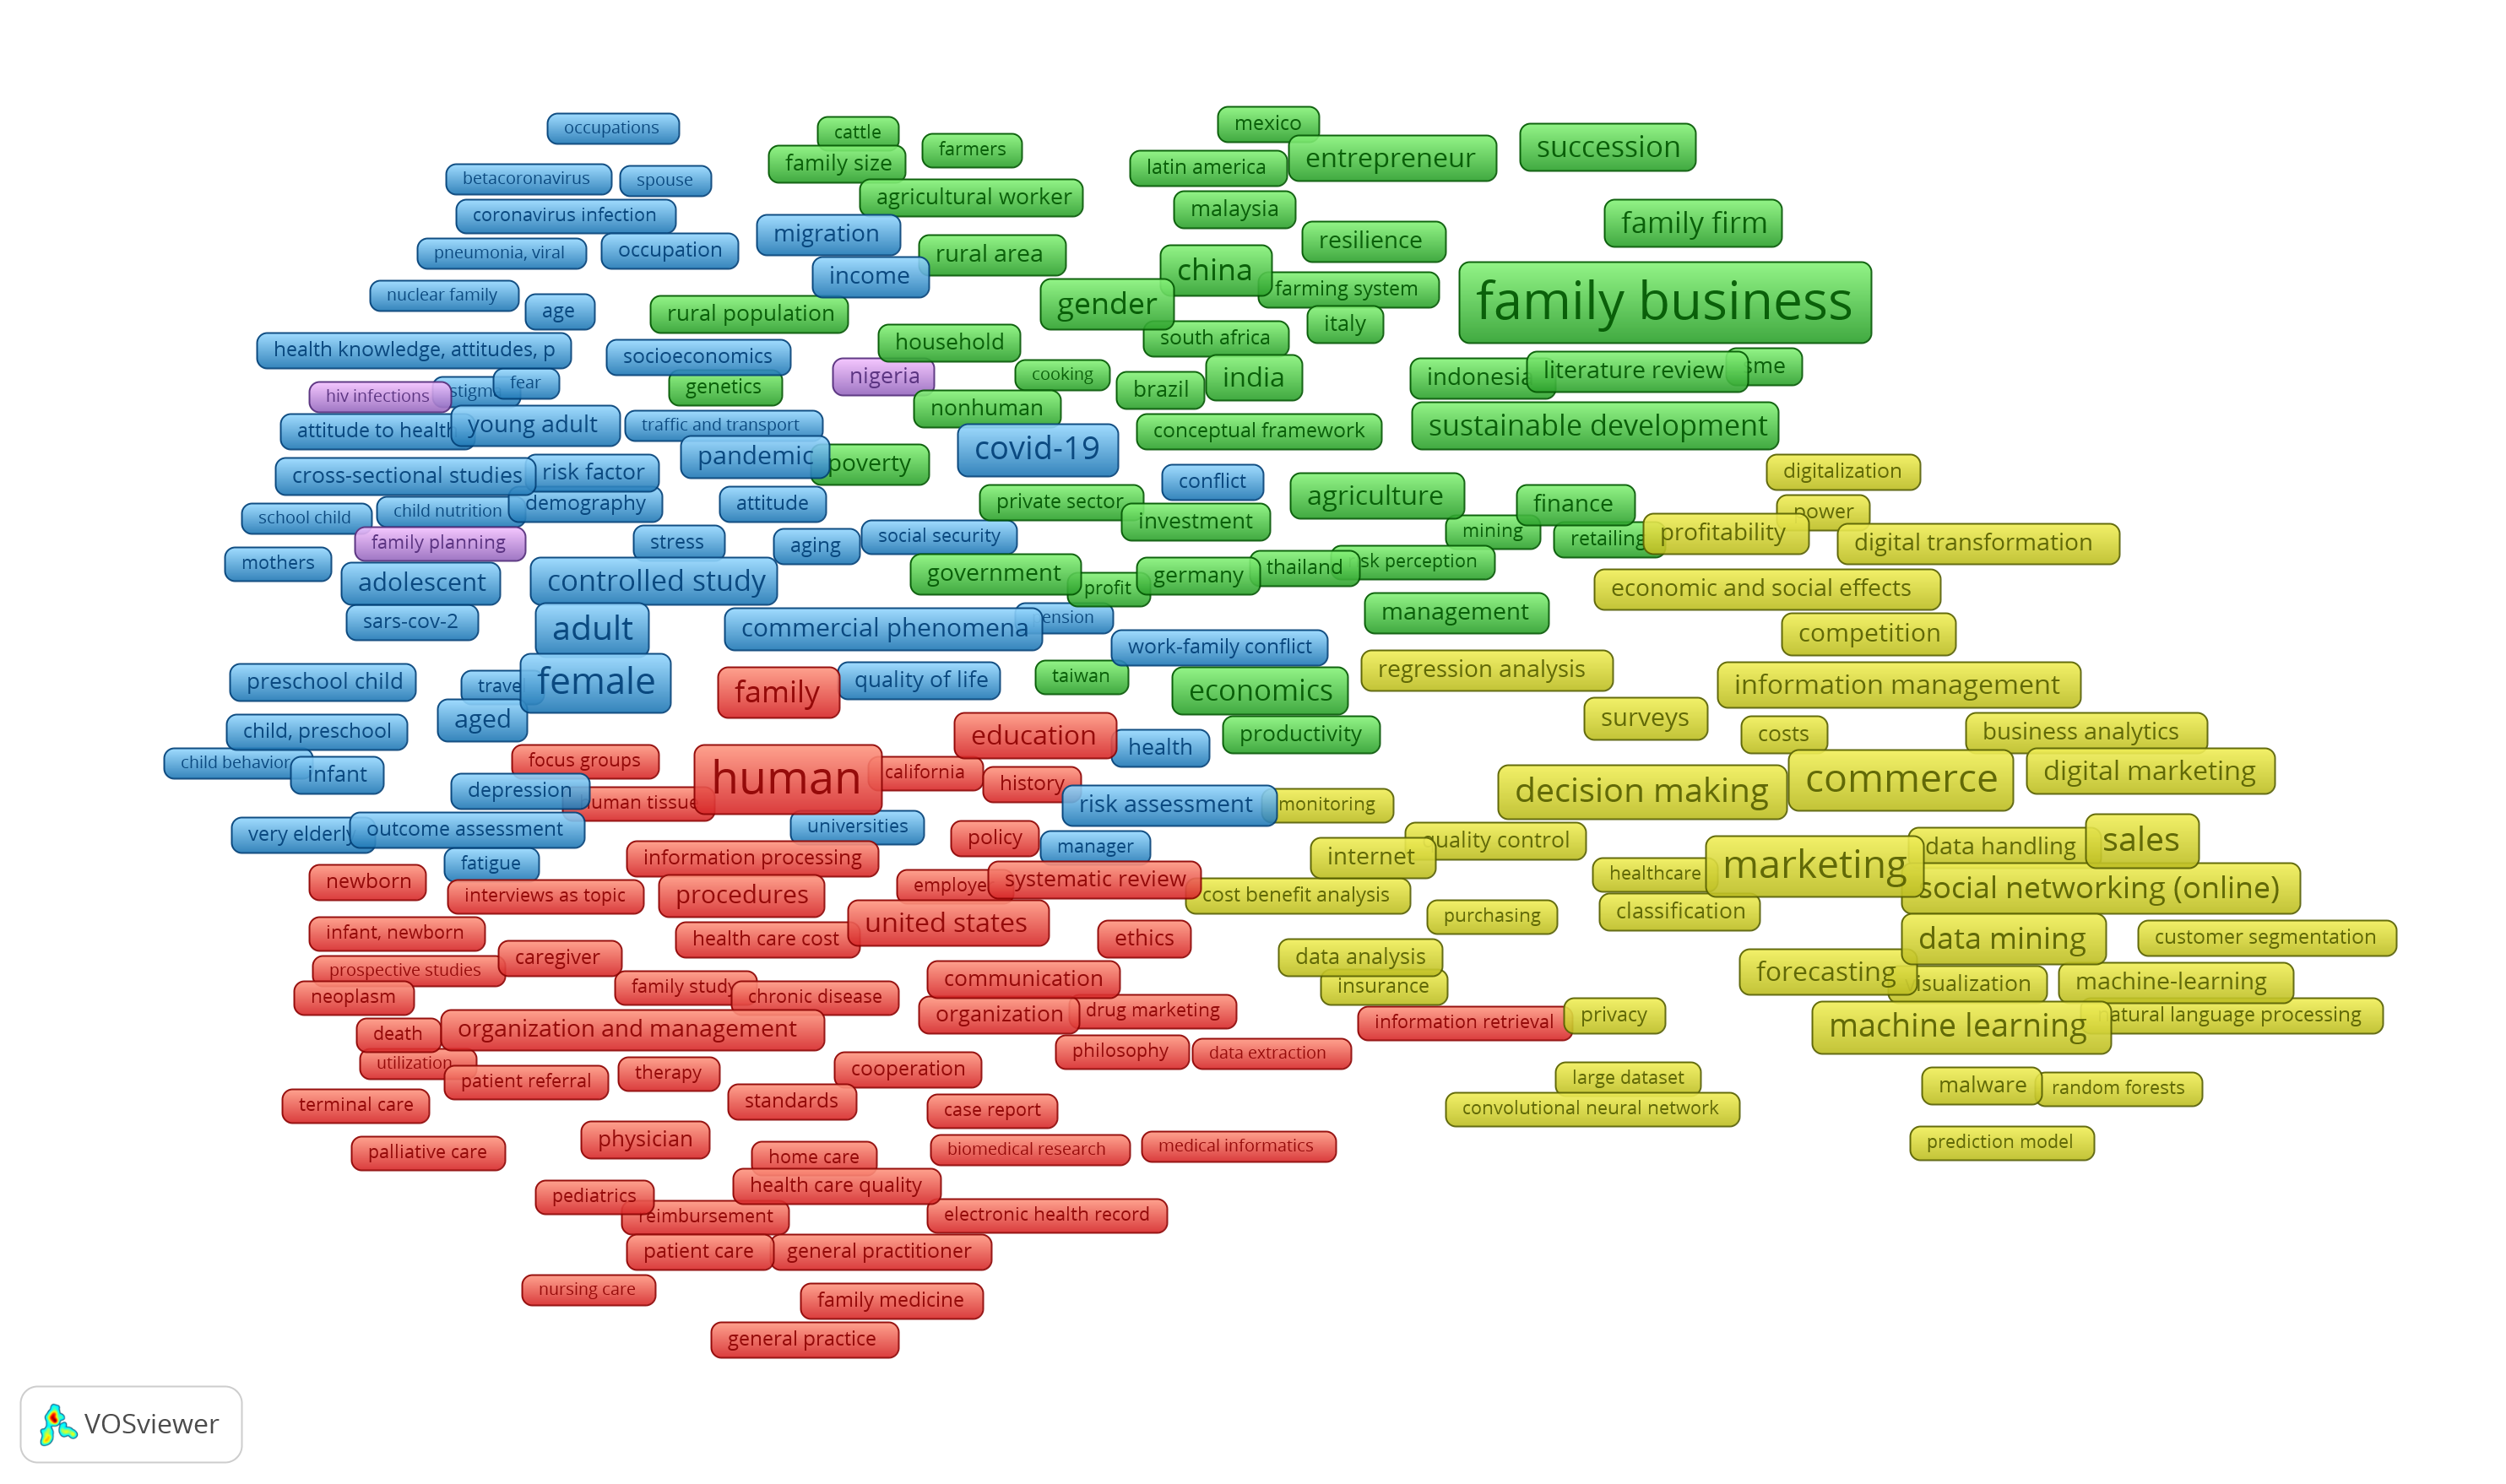 occupations
cattle
family size
farmers
mexico
entrepreneur
succession
latin america
betacoronavirus
spouse
agricultural worker
malaysia
family firm
coronavirus infection
migration
resilience
pneumonia, viral
occupation
rural area
income
china
farming system
family business
nuclear family
age
gender
rural population
italy
household
south africa
health knowledge, attitudes, p
socioeconomics
genetics
nigeria
cooking
brazil
india
indonesia
literature review
sme
hiv infections
fear
nonhuman
attitude to health
young adult
traffic and transport
conceptual framework
sustainable development
pandemic
poverty
covid-19
cross-sectional studies
risk factor
conflict
digitalization
school child
child nutrition
demography
attitude
private sector
investment
agriculture
finance
power
mining
retailing
profitability
digital transformation
family planning
stress
aging
social security
mothers
adolescent
controlled study
government
profit
germany
thailand
economic and social effects
sars-cov-2
adult
commercial phenomena
management
competition
work-family conflict
preschool child
female
family
quality of life
taiwan
economics
regression analysis
information management
aged
surveys
child, preschool
education
health
productivity
costs
business analytics
child behavior
infant
focus groups
human
california
history
decision making
commerce
digital marketing
depression
human tissue
risk assessment
monitoring
very elderly
outcome assessment
universities
policy
manager
internet
quality control
marketing
data handling
sales
fatigue
information processing
newborn
interviews as topic
procedures
systematic review
cost benefit analysis
healthcare
social networking (online)
united states
purchasing
classification
infant, newborn
caregiver
health care cost
ethics
data mining
customer segmentation
prospective studies
data analysis
forecasting
neoplasm
family study
chronic disease
communication
insurance
visualization
machine-learning
death
organization and management
organization
drug marketing
information retrieval
privacy
machine learning
natural language processing
utilization
patient referral
therapy
cooperation
philosophy
data extraction
large dataset
malware
random forests
terminal care
standards
case report
convolutional neural network
palliative care
physician
home care
biomedical research
medical informatics
prediction model
pediatrics
health care quality
reimbursement
electronic health record
patient care
general practitioner
nursing care
family medicine
general practice
VOSviewer